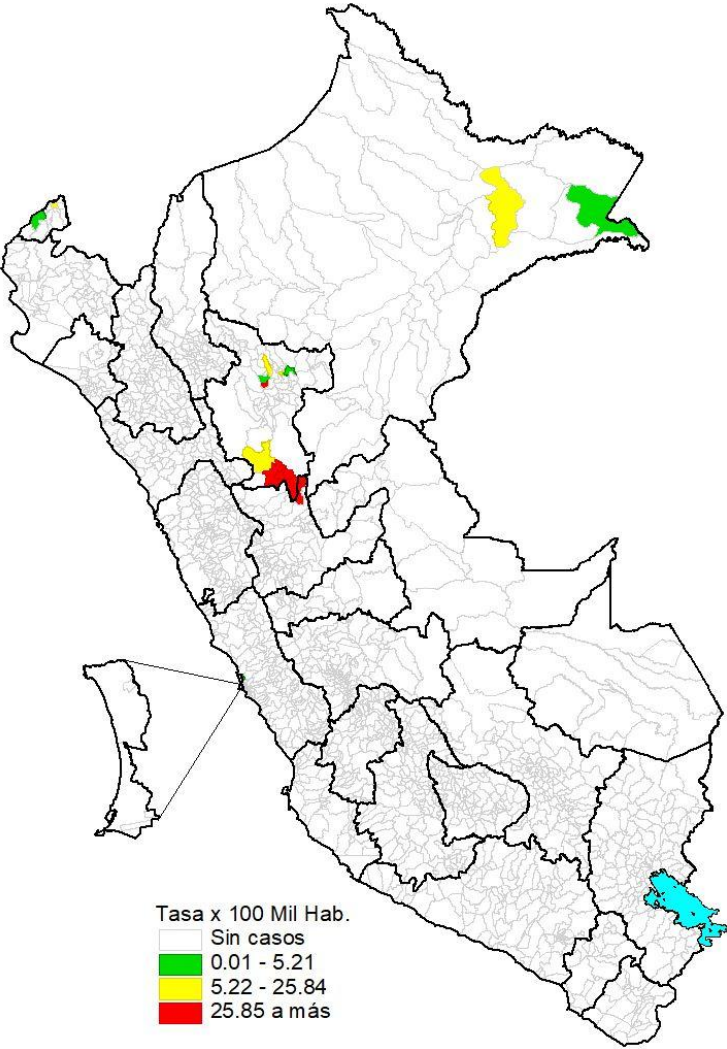 Tasa x 100 Mil Hab.
Sin casos
0.01 - 5.21
5.22 - 25.84
25.85 a más